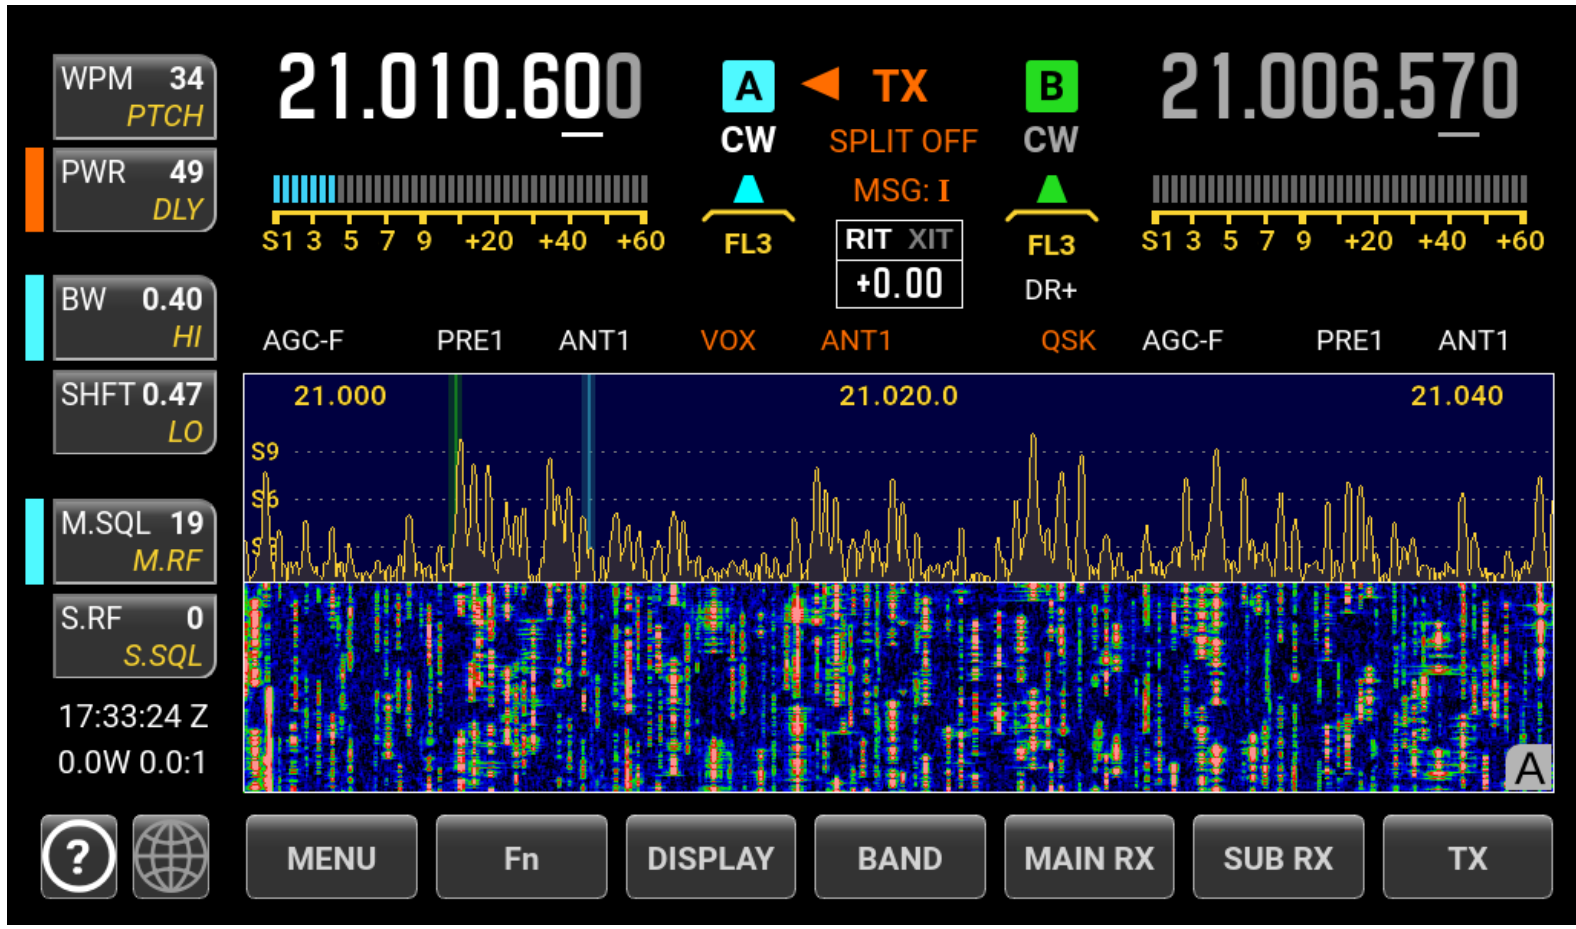 WPM 34
PTCH
PWR 49
DLY
BW 0.40
HI
SHFT 0.47
LO
M.SQL 19
M.RF
S.RF 0
S.SQL
17:33:24 Z
0.0W 0.0:1
21.010.600
A
TX
B
21.006.570
CW
SPLIT OFF
CW
MSG: I
S1 3 5 7 9 +20 +40 +60
FL3
RIT XIT
+0.00
FL3
DR+
S1 3 5 7 9 +20 +40 +60
AGC-F PRE1 ANT1 VOX ANT1 QSK AGC-F PRE1 ANT1
21.000 21.020.0 21.040
S9
S6
A
? MENU Fn DISPLAY BAND MAIN RX SUB RX TX